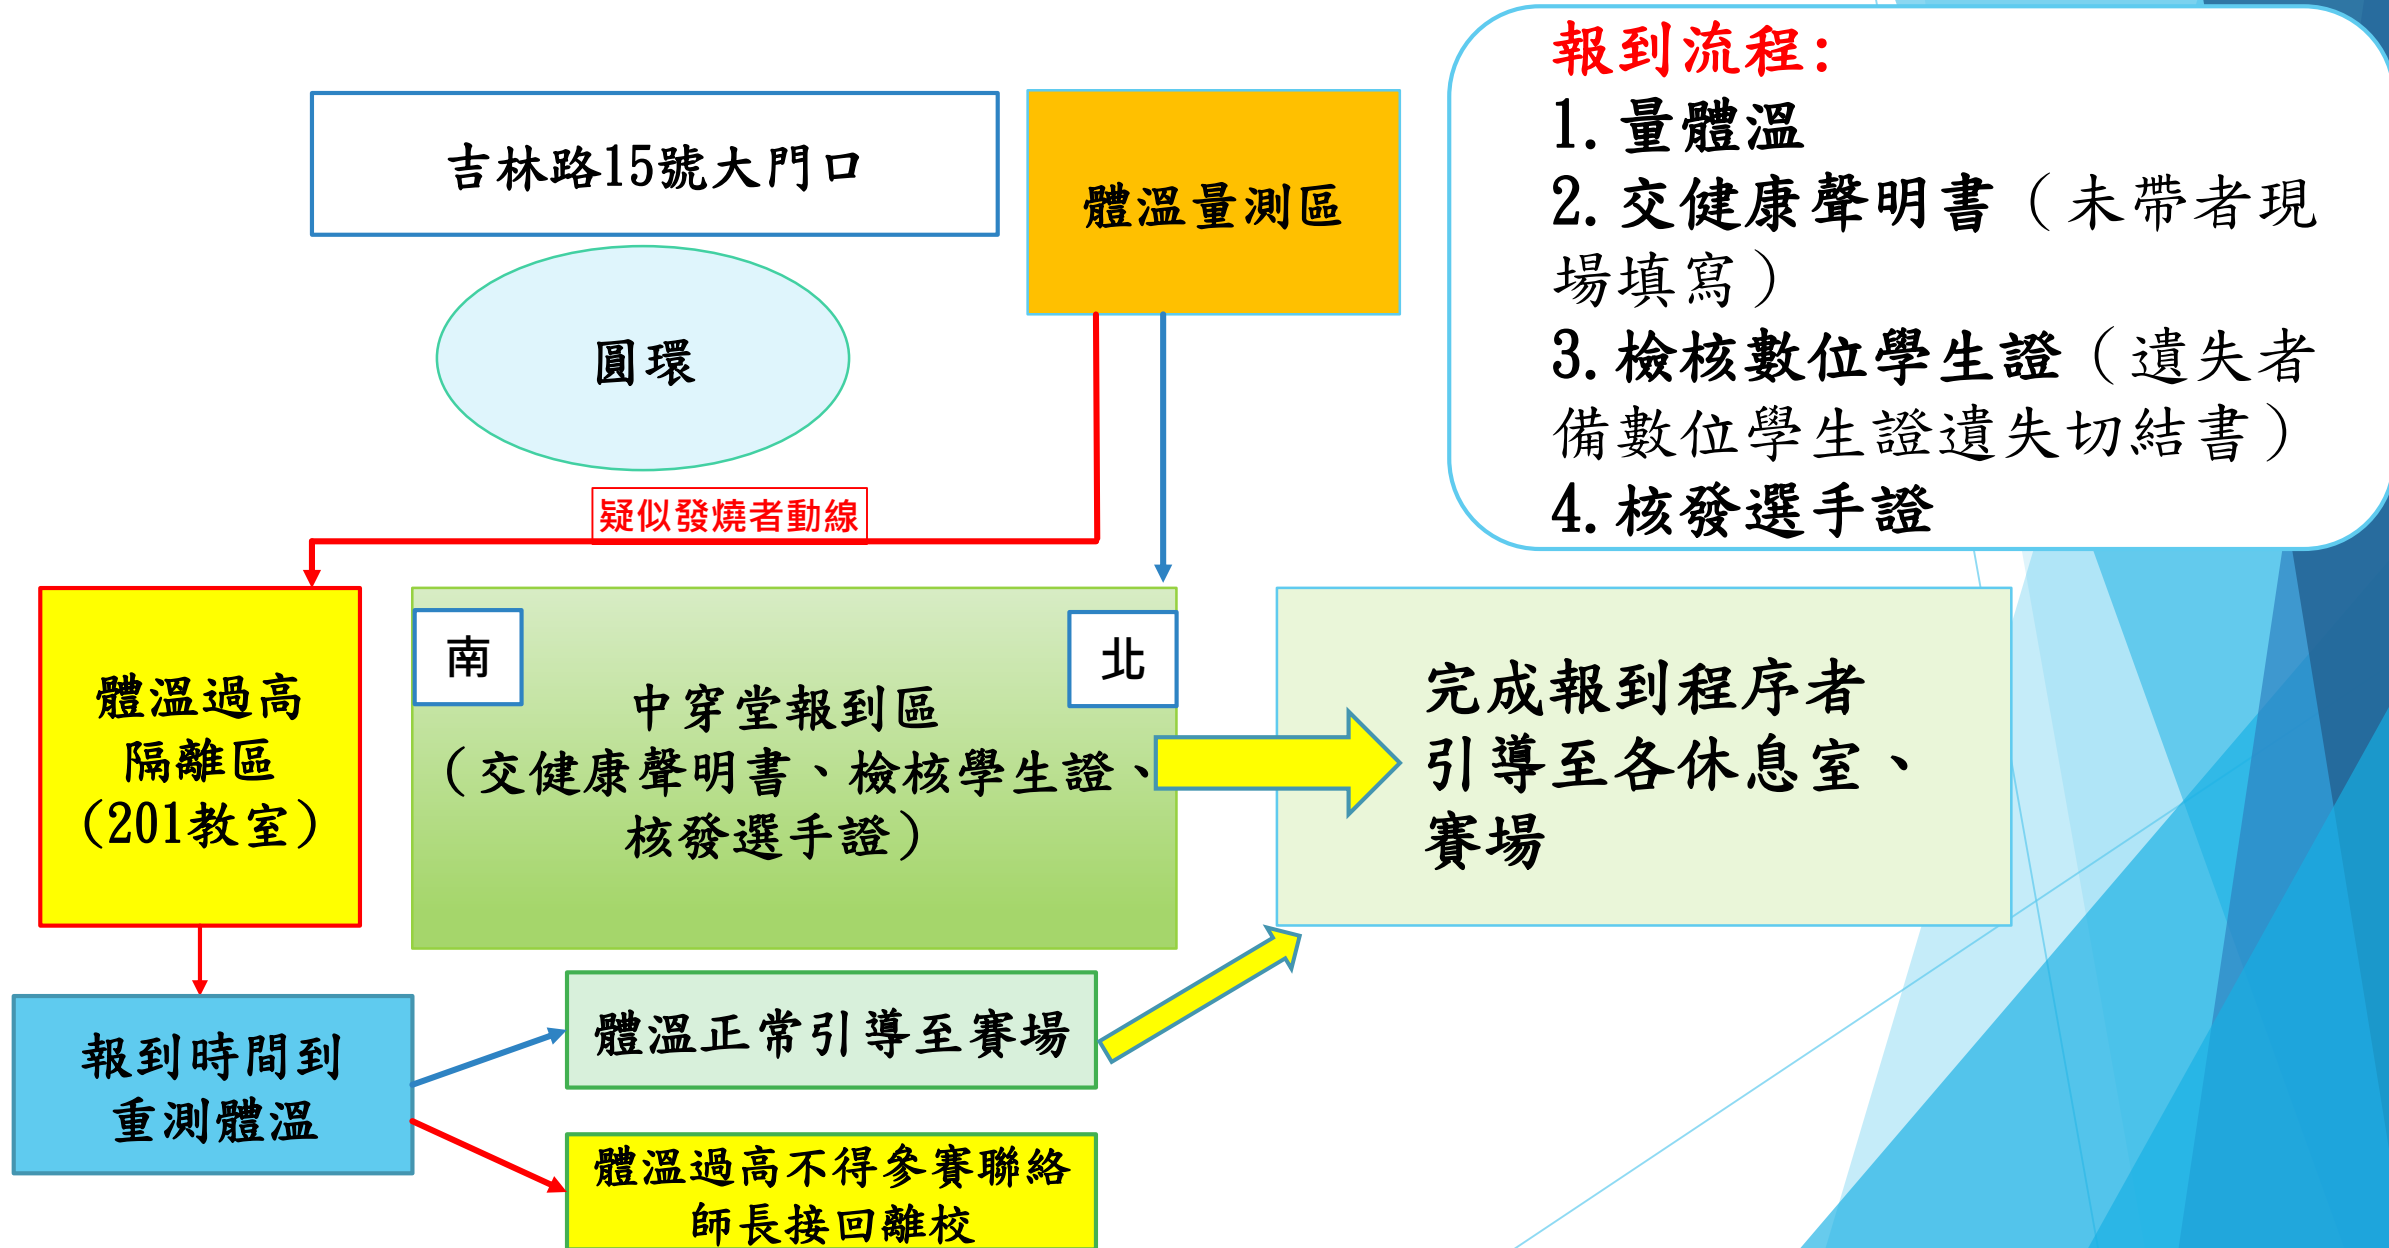 報到流程:
1.量體溫
2.交健康聲明書（未帶者現
場填寫）
3.檢核數位學生證（遺失者
備數位學生證遺失切結書）
4.核發選手證
吉林路15號大門口
體溫量測區
圓環
疑似發燒者動線
體溫過高
隔離區
(201教室)
南
北
中穿堂報到區
（交健康聲明書、檢核學生證、
核發選手證）
完成報到程序者
引導至各休息室、
賽場
報到時間到
重測體溫
體溫正常引導至賽場
體溫過高不得參賽聯絡
師長接回離校